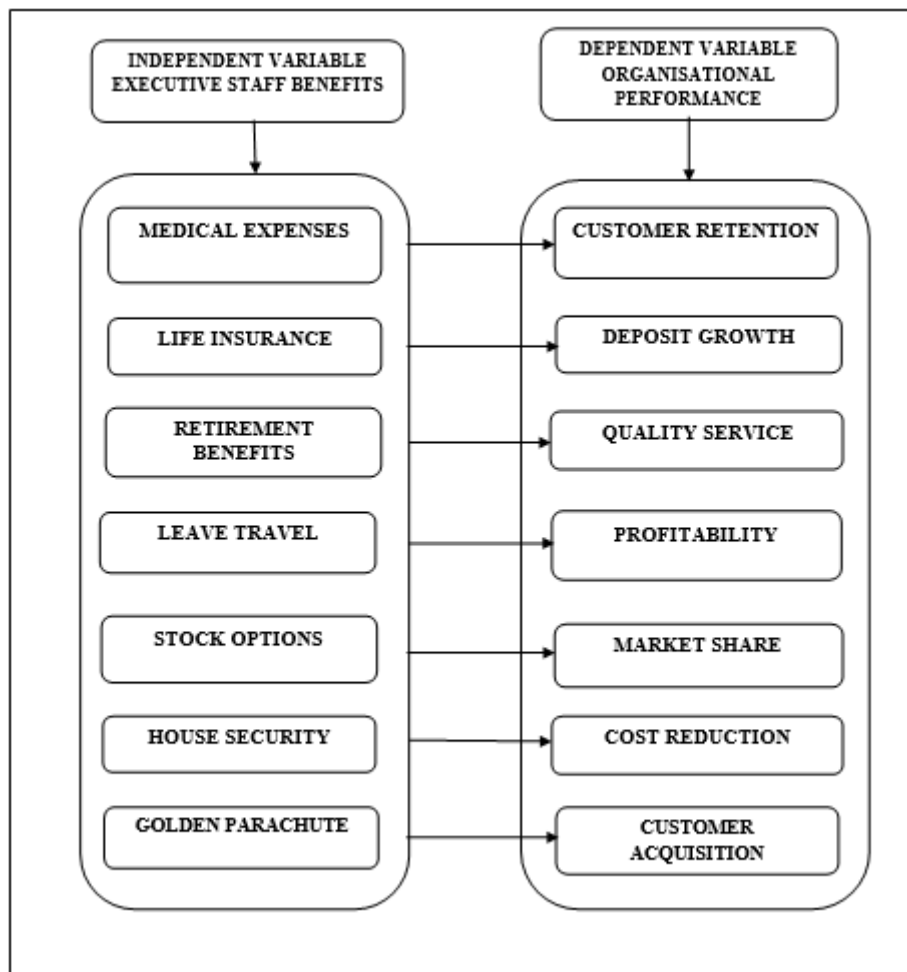 INDEPENDENT VARIABLE
EXECUTIVE STAFF BENEFITS
DEPENDENT VARIABLE
ORGANISATIONAL
PERFORMANCE
MEDICAL EXPENSES
CUSTOMER RETENTION
LIFE INSURANCE
DEPOSIT GROWTH
RETIREMENT
BENEFITS
QUALITY SERVICE
LEAVE TRAVEL
PROFITABILITY
STOCK OPTIONS
MARKET SHARE
HOUSE SECURITY
COST REDUCTION
GOLDEN PARACHUTE
CUSTOMER
ACQUISITION